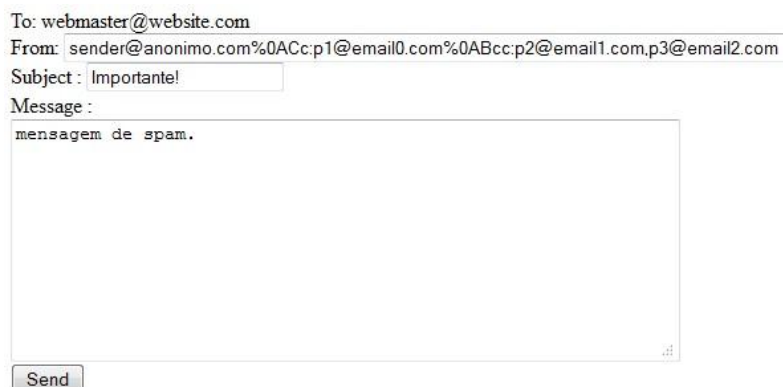 To: webmaster@website.com
From: sender@anonimo.com%0ACc:p1@email0.com%0ABcc:p2@email1.com,p3@email2.com
Subject : Importante!
Message :
mensagem de spam.
Send